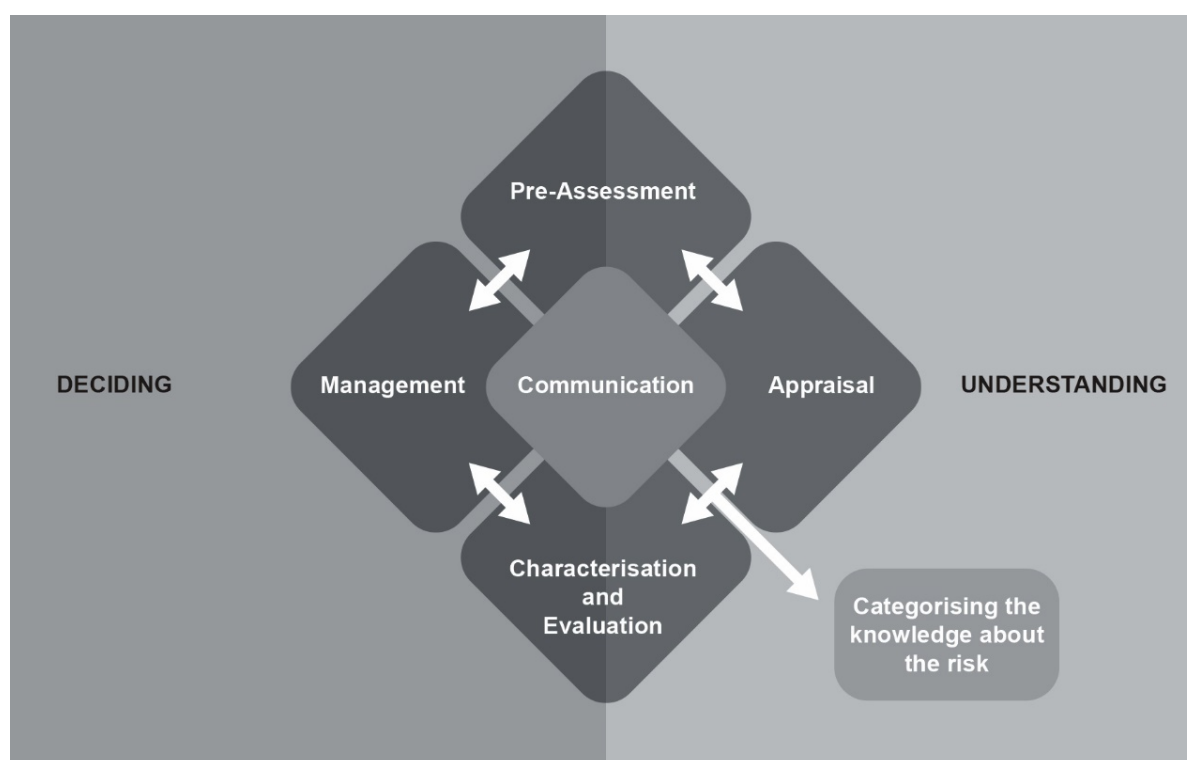 Pre-Assessment
DECIDING
Management
Communication
Appraisal
UNDERSTANDING
Characterisation
and
Evaluation
Categorising the
knowledge about
the risk